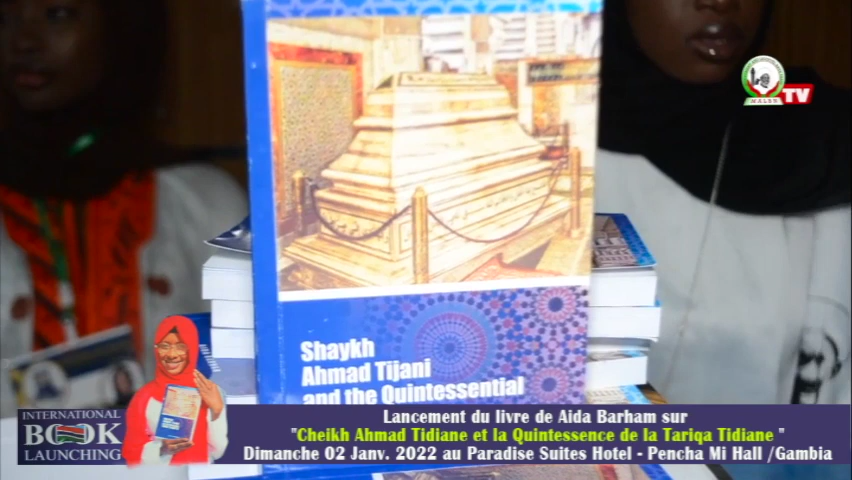 MALES
TV
Shaykh
Ahmad Tijani
and the Quintessential
INTERNATIONAL
BOOK
LAUNCHING
Lancement du livre de Aida Barham sur
"Cheikh Ahmad Tidiane et la Quintessence de la Tariqa Tidiane "
Dimanche 02 Janv. 2022 au Paradise Suites Hotel - Pencha Mi Hall /Gambia